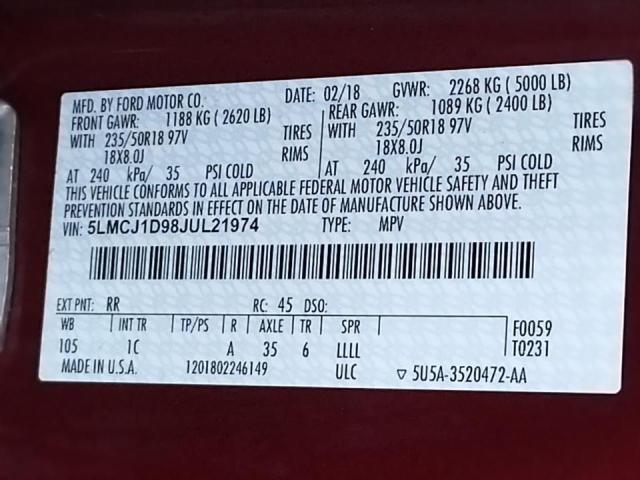 MFD. BY FORD MOTOR CO. DATE: 02/18 GVWR: 2268 KG ( 5000 LB)
FRONT GAWR: 1188 KG ( 2620 LB) REAR GAWR: 1089 KG ( 2400 LB)
WITH 235/50R18 97V TIRES WITH 235/50R18 97V TIRES
18X8.0J RIMS 18X8.0J RIMS
AT 240 kPa/ 35 PSI COLD AT 240 kPa/ 35 PSI COLD
THIS VEHICLE CONFORMS TO ALL APPLICABLE FEDERAL MOTOR VEHICLE SAFETY AND THEFT
PREVENTION STANDARDS IN EFFECT ON THE DATE OF MANUFACTURE SHOWN ABOVE.
VIN: 5LMCJ1D98JUL21974 TYPE: MPV
EXT PNT: RR RC: 45 DSO:
WB INT TR TP/PS R AXLE TR SPR F0059
105 1C A 35 6 LLLL T0231
MADE IN U.S.A. 1201802246149 ULC ▽ 5U5A-3520472-AA